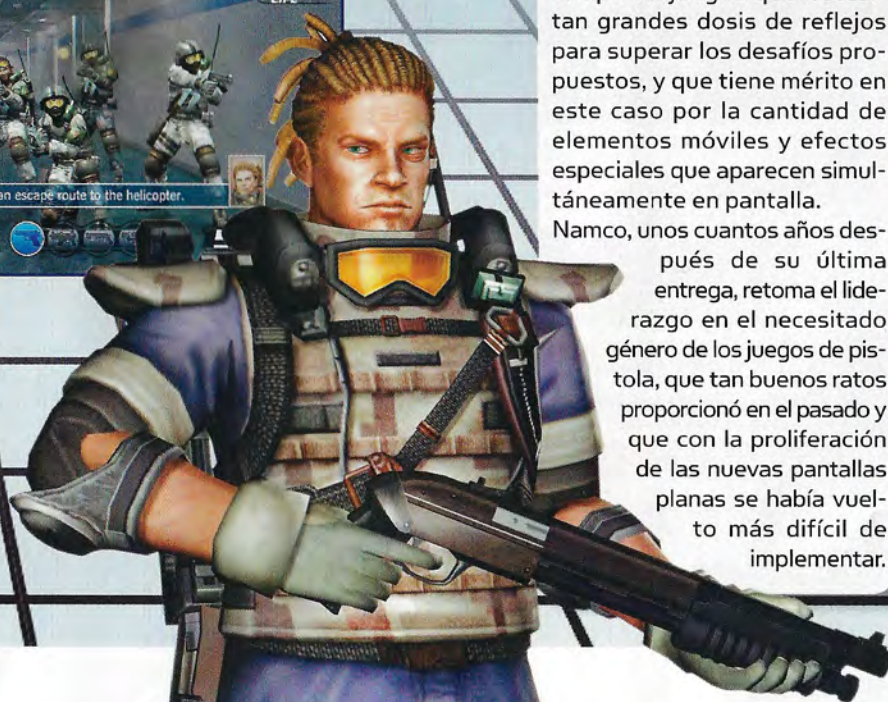 LIFE
an escape route to the helicopter.
tan grandes dosis de reflejos
para superar los desafíos pro-
puestos, y que tiene mérito en
este caso por la cantidad de
elementos móviles y efectos
especiales que aparecen simul-
táneamente en pantalla.
Namco, unos cuantos años des-
pués de su última
entrega, retoma el lide-
razgo en el necesitado
género de los juegos de pis-
tola, que tan buenos ratos
proporcionó en el pasado y
que con la proliferación
de las nuevas pantallas
planas se había vuel-
to más difícil de
implementar.